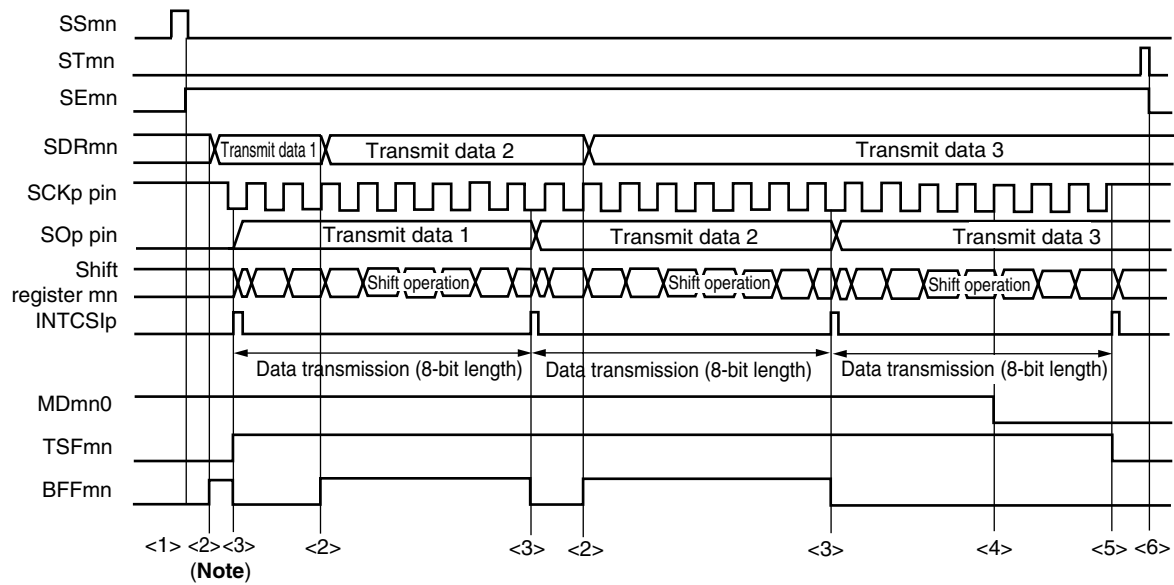 SSmn
STmn
SEmn
SDRmn
Transmit data 1
Transmit data 2
Transmit data 3
SCKp pin
SOp pin
Transmit data 1
Transmit data 2
Transmit data 3
Shift
register mn
Shift operation
Shift operation
Shift operation
INTCSIp
Data transmission (8-bit length)
Data transmission (8-bit length)
Data transmission (8-bit length)
MDmn0
TSFmn
BFFmn
<1> <2> <3> <2> <3> <2> <3> <4> <5> <6>
(Note)